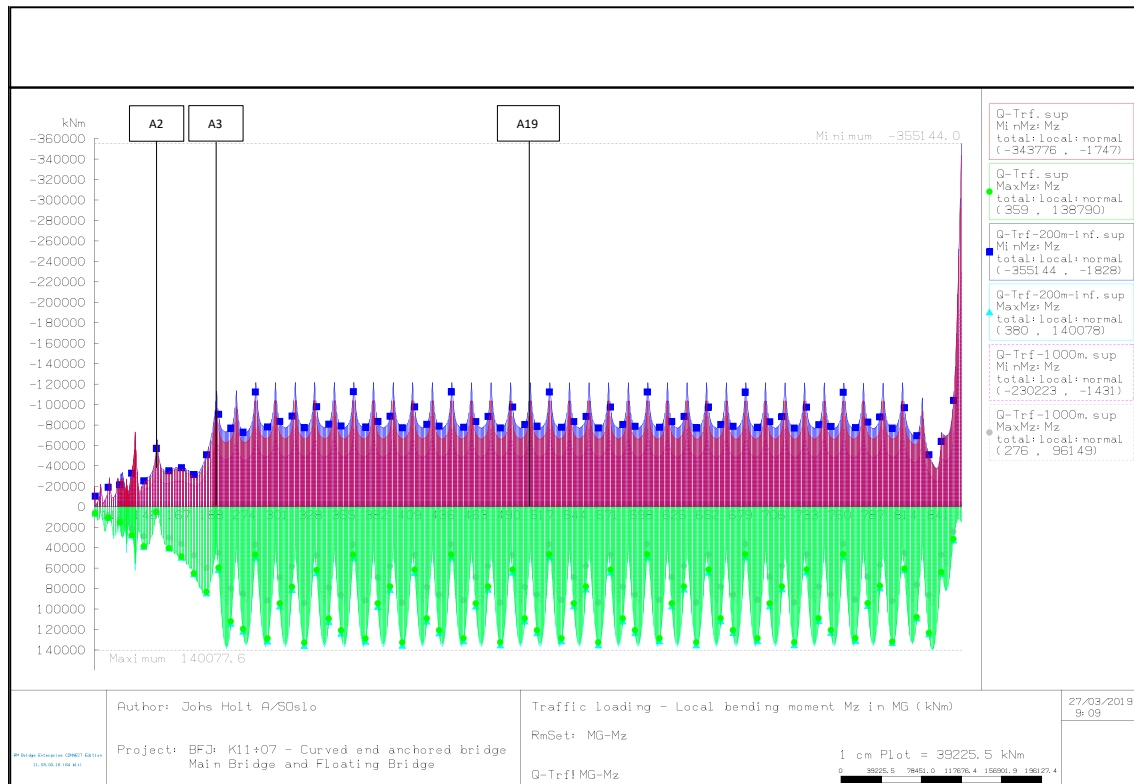 kNm
A2
A3
A19
Minimum -355144.0
-360000
-340000
-320000
-300000
-280000
-260000
-240000
-220000
-200000
-180000
-160000
-140000
-120000
-100000
-80000
-60000
-40000
-20000
0
20000
40000
60000
80000
100000
120000
140000
Maximum 140077.6
Q-Trf.sup
MinMz: Mz
total:local:normal
(-343776 , -1747)
Q-Trf.sup
MaxMz: Mz
total:local:normal
(359 , 138790)
Q-Trf-200m-inf.sup
MinMz: Mz
total:local:normal
(-355144 , -1828)
Q-Trf-200m-inf.sup
MaxMz: Mz
total:local:normal
(380 , 140078)
Q-Trf-1000m.sup
MinMz: Mz
total:local:normal
(-230223 , -1431)
Q-Trf-1000m.sup
MaxMz: Mz
total:local:normal
(276 , 96149)
RM Bridge Enterprise CONNECT Edition
Author: Johs Holt A/SOslo
Project: BFJ: K11+07 - Curved end anchored bridge
Main Bridge and Floating Bridge
Traffic loading - Local bending moment Mz in MG (kNm)
RmSet: MG-Mz
Q-Trf! MG-Mz
1 cm Plot = 39225.5 kNm
0 39225.5 78451.0 117676.4 156901.9 196127.4
27/03/2019
9:09